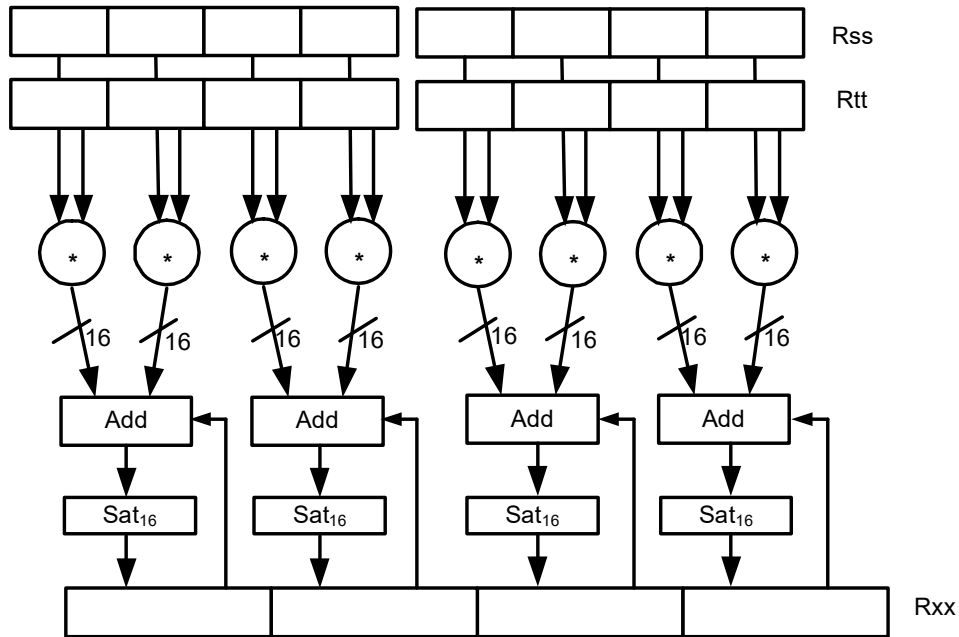 Rss
Rtt
* * * * * * * *
16 16 16 16 16 16 16 16
Add Add Add Add
Sat16 Sat16 Sat16 Sat16
Rxx